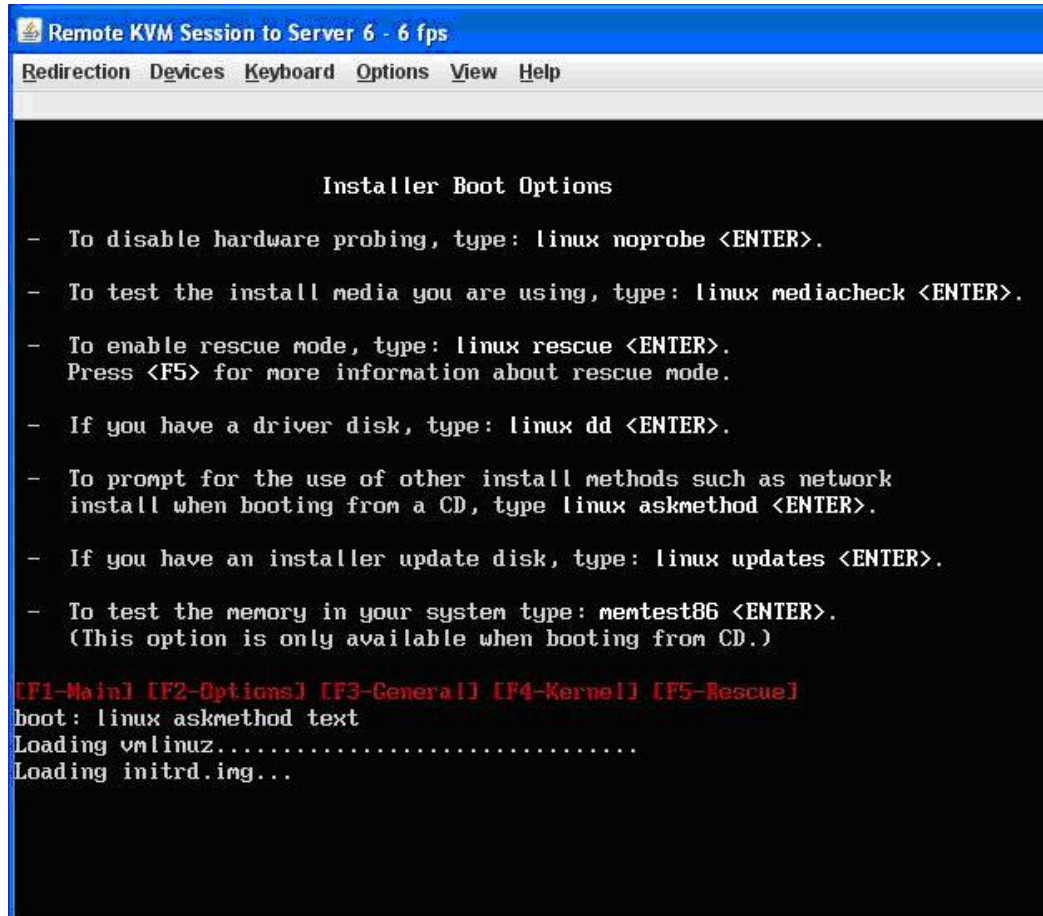 Remote KVM Session to Server 6 - 6 fps
Redirection Devices Keyboard Options View Help
Installer Boot Options
- To disable hardware probing, type: linux noprobe <ENTER>.
- To test the install media you are using, type: linux mediacheck <ENTER>.
- To enable rescue mode, type: linux rescue <ENTER>.
Press <F5> for more information about rescue mode.
- If you have a driver disk, type: linux dd <ENTER>.
- To prompt for the use of other install methods such as network
install when booting from a CD, type linux askmethod <ENTER>.
- If you have an installer update disk, type: linux updates <ENTER>.
- To test the memory in your system type: memtest86 <ENTER>.
(This option is only available when booting from CD.)
[F1-Main] [F2-Options] [F3-General] [F4-Kernel] [F5-Rescue]
boot: linux askmethod text
Loading vmlinuz................................
Loading initrd.img...